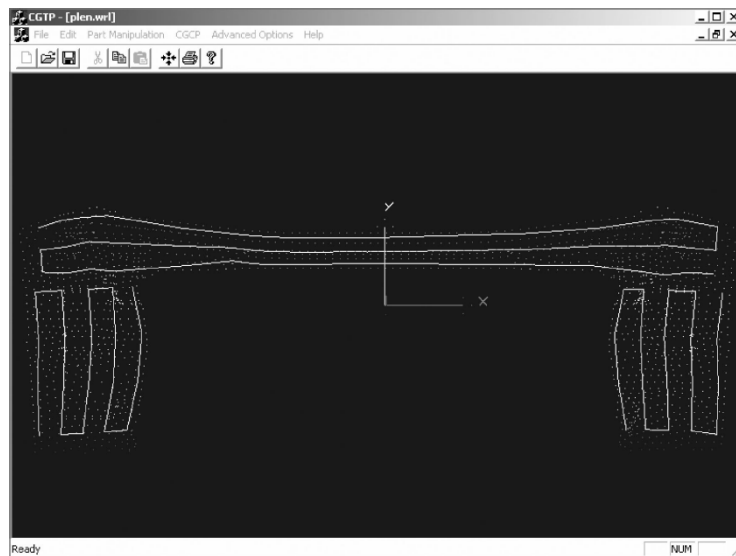 CGTP - [plen.wrl]
File Edit Part Manipulation CGCP Advanced Options Help
Y
X
Ready NUM